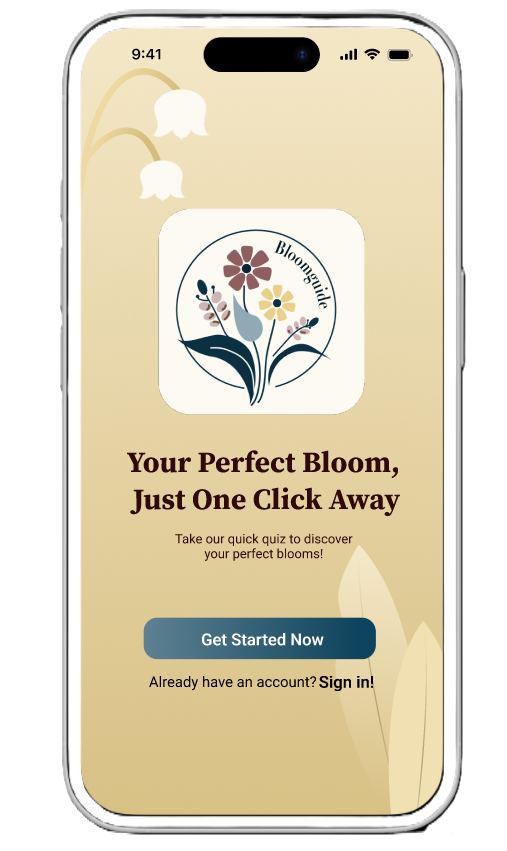 9:41
Bloomguide
Your Perfect Bloom,
Just One Click Away
Take our quick quiz to discover
your perfect blooms!
Get Started Now
Already have an account? Sign in!